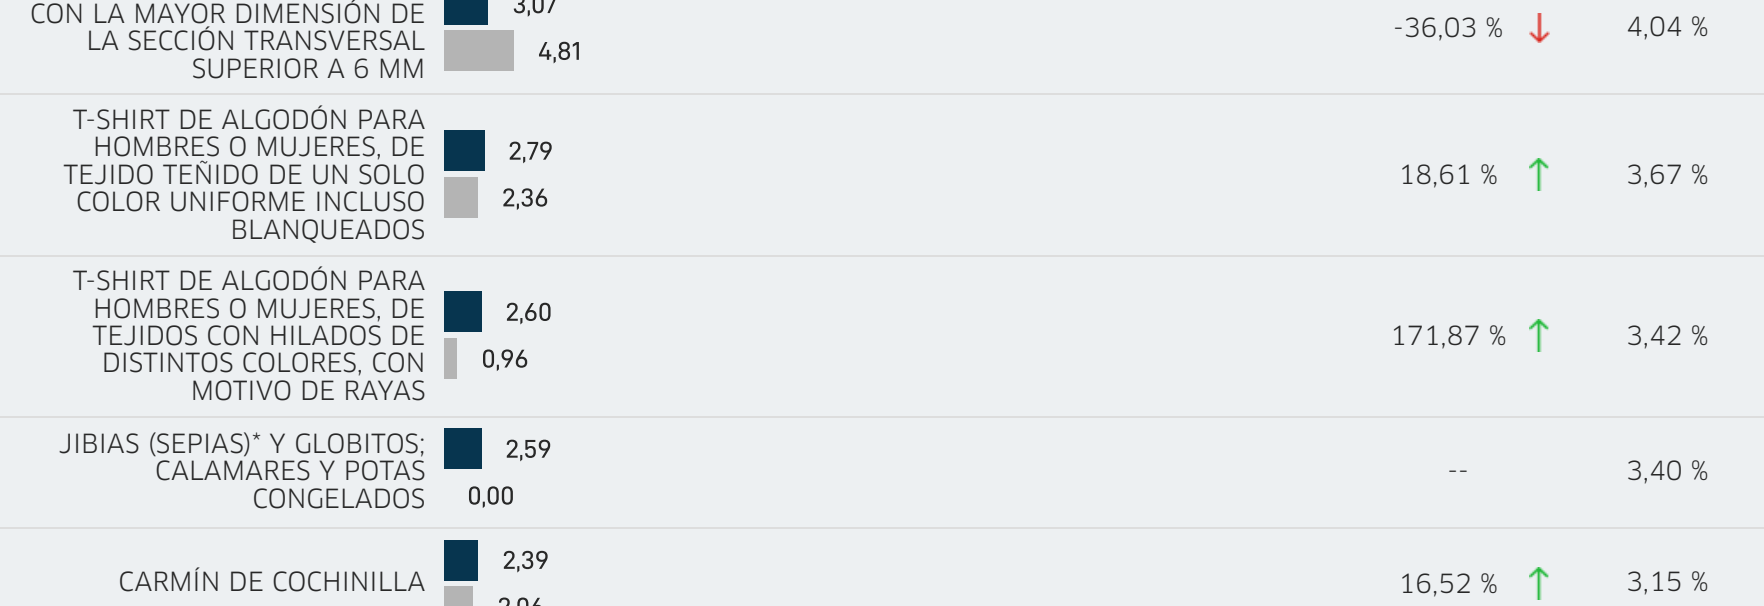 CON LA MAYOR DIMENSIÓN DE
LA SECCIÓN TRANSVERSAL
SUPERIOR A 6 MM
3,07
4,81
-36,03 %
4,04 %
T-SHIRT DE ALGODÓN PARA
HOMBRES O MUJERES, DE
TEJIDO TEÑIDO DE UN SOLO
COLOR UNIFORME INCLUSO
BLANQUEADOS
2,79
2,36
18,61 %
3,67 %
T-SHIRT DE ALGODÓN PARA
HOMBRES O MUJERES, DE
TEJIDOS CON HILADOS DE
DISTINTOS COLORES, CON
MOTIVO DE RAYAS
2,60
0,96
171,87 %
3,42 %
JIBIAS (SEPIAS)* Y GLOBITOS;
CALAMARES Y POTAS
CONGELADOS
2,59
0,00
--
3,40 %
CARMÍN DE COCHINILLA
2,39
2,06
16,52 %
3,15 %